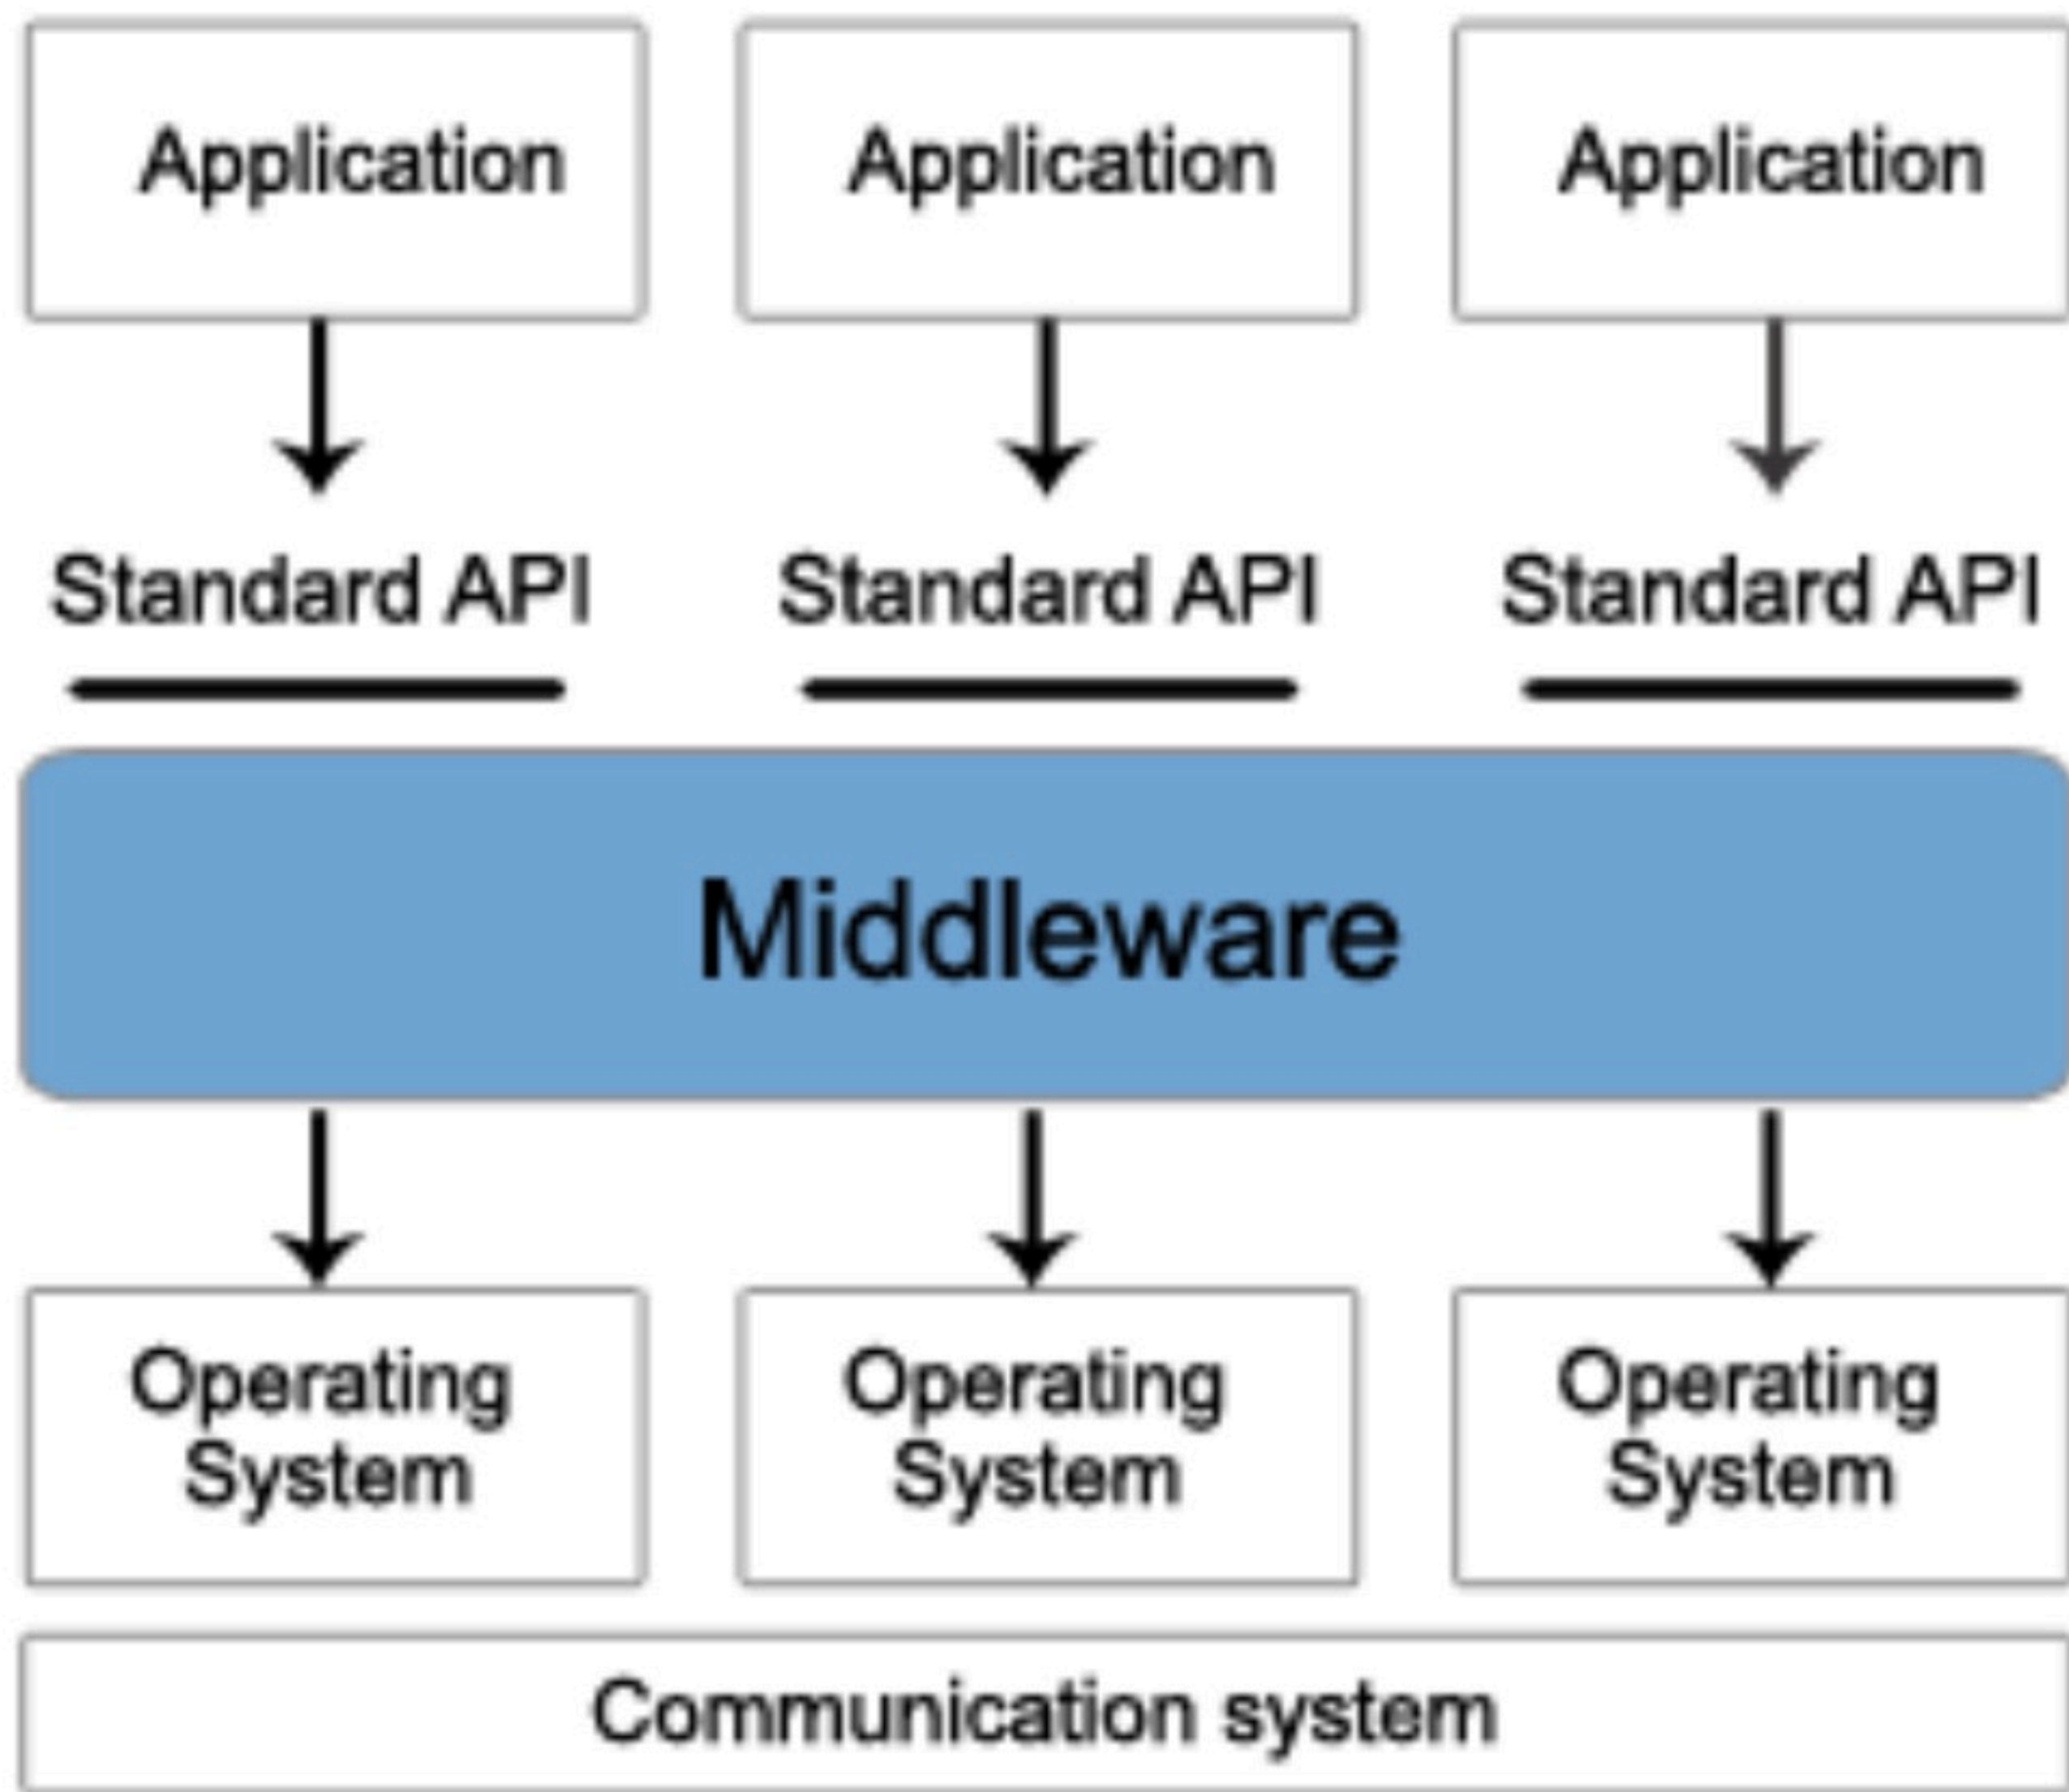 Application
Application
Application
Standard API
Standard API
Standard API
Middleware
Operating
System
Operating
System
Operating
System
Communication system